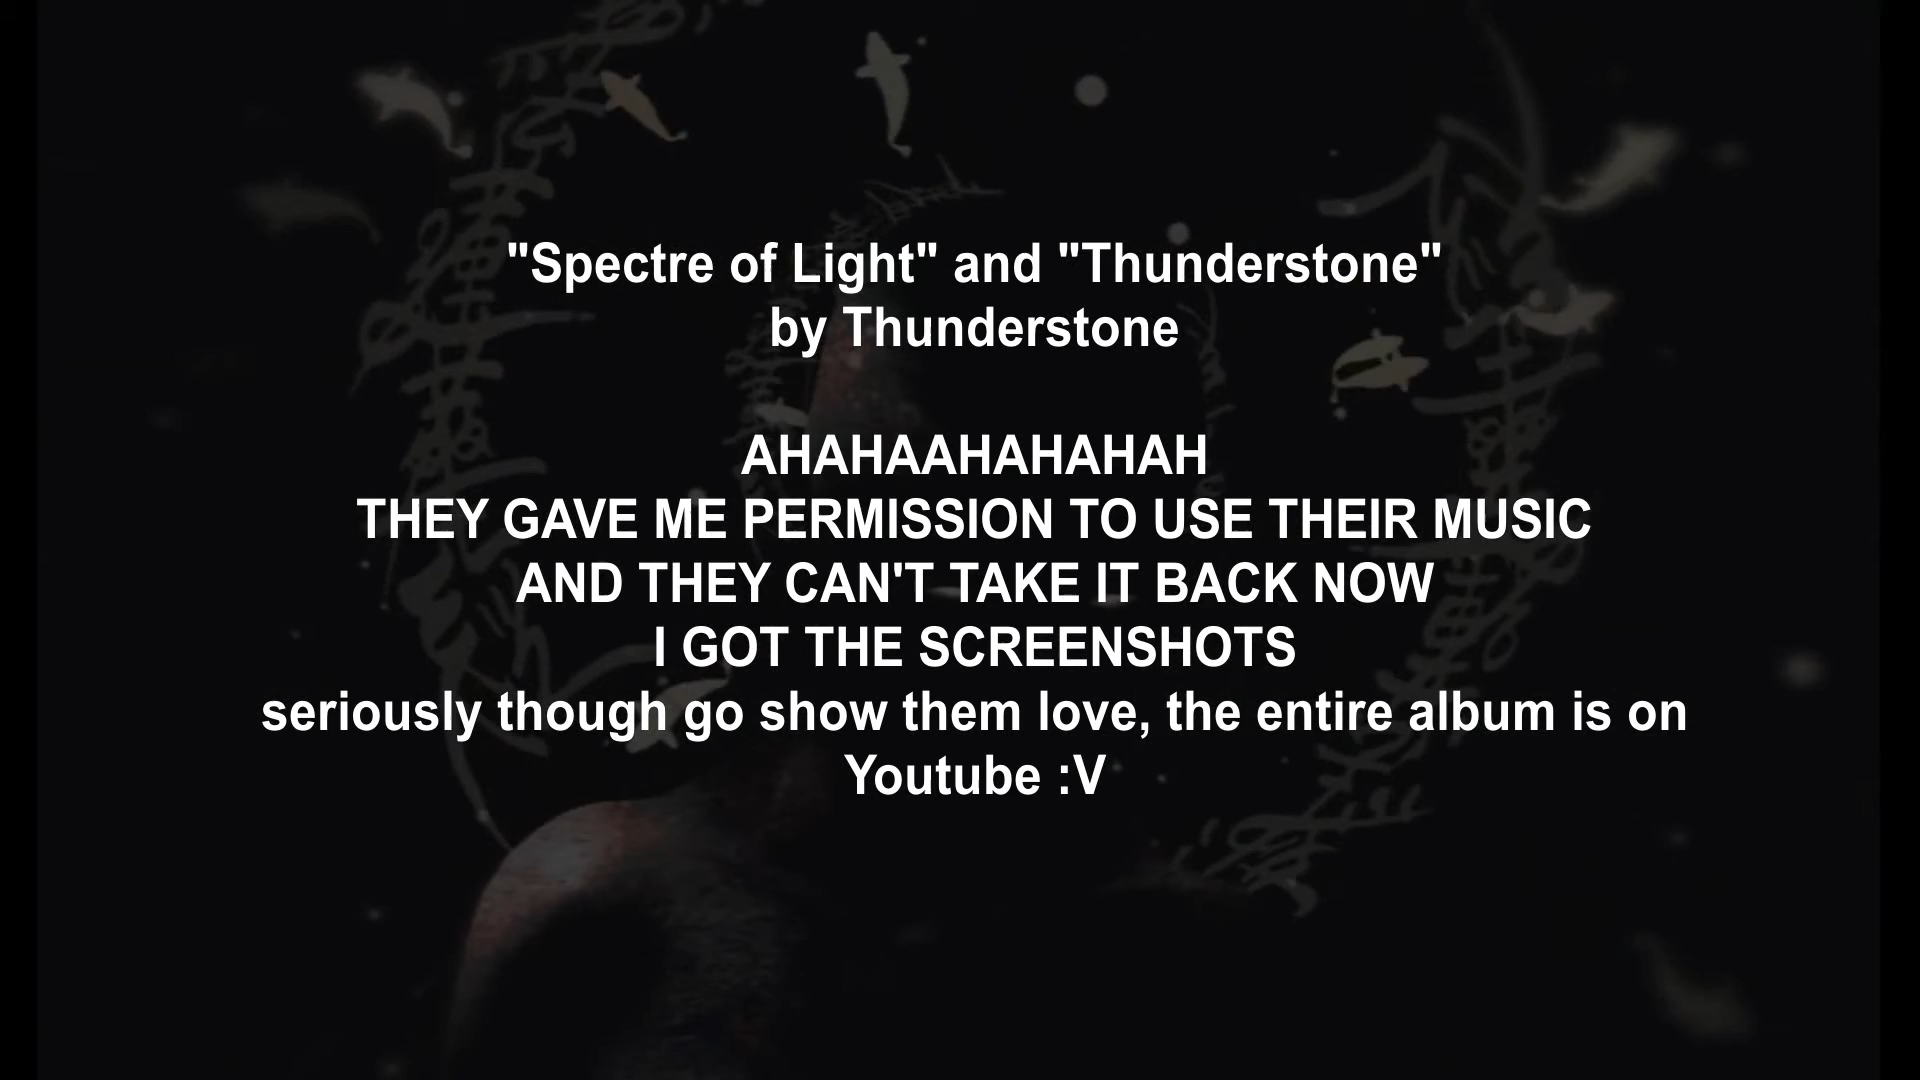 "Spectre of Light" and "Thunderstone"
by Thunderstone
AHAHAAHAHAHAH
THEY GAVE ME PERMISSION TO USE THEIR MUSIC
AND THEY CAN'T TAKE IT BACK NOW
I GOT THE SCREENSHOTS
seriously though go show them love, the entire album is on
Youtube :V